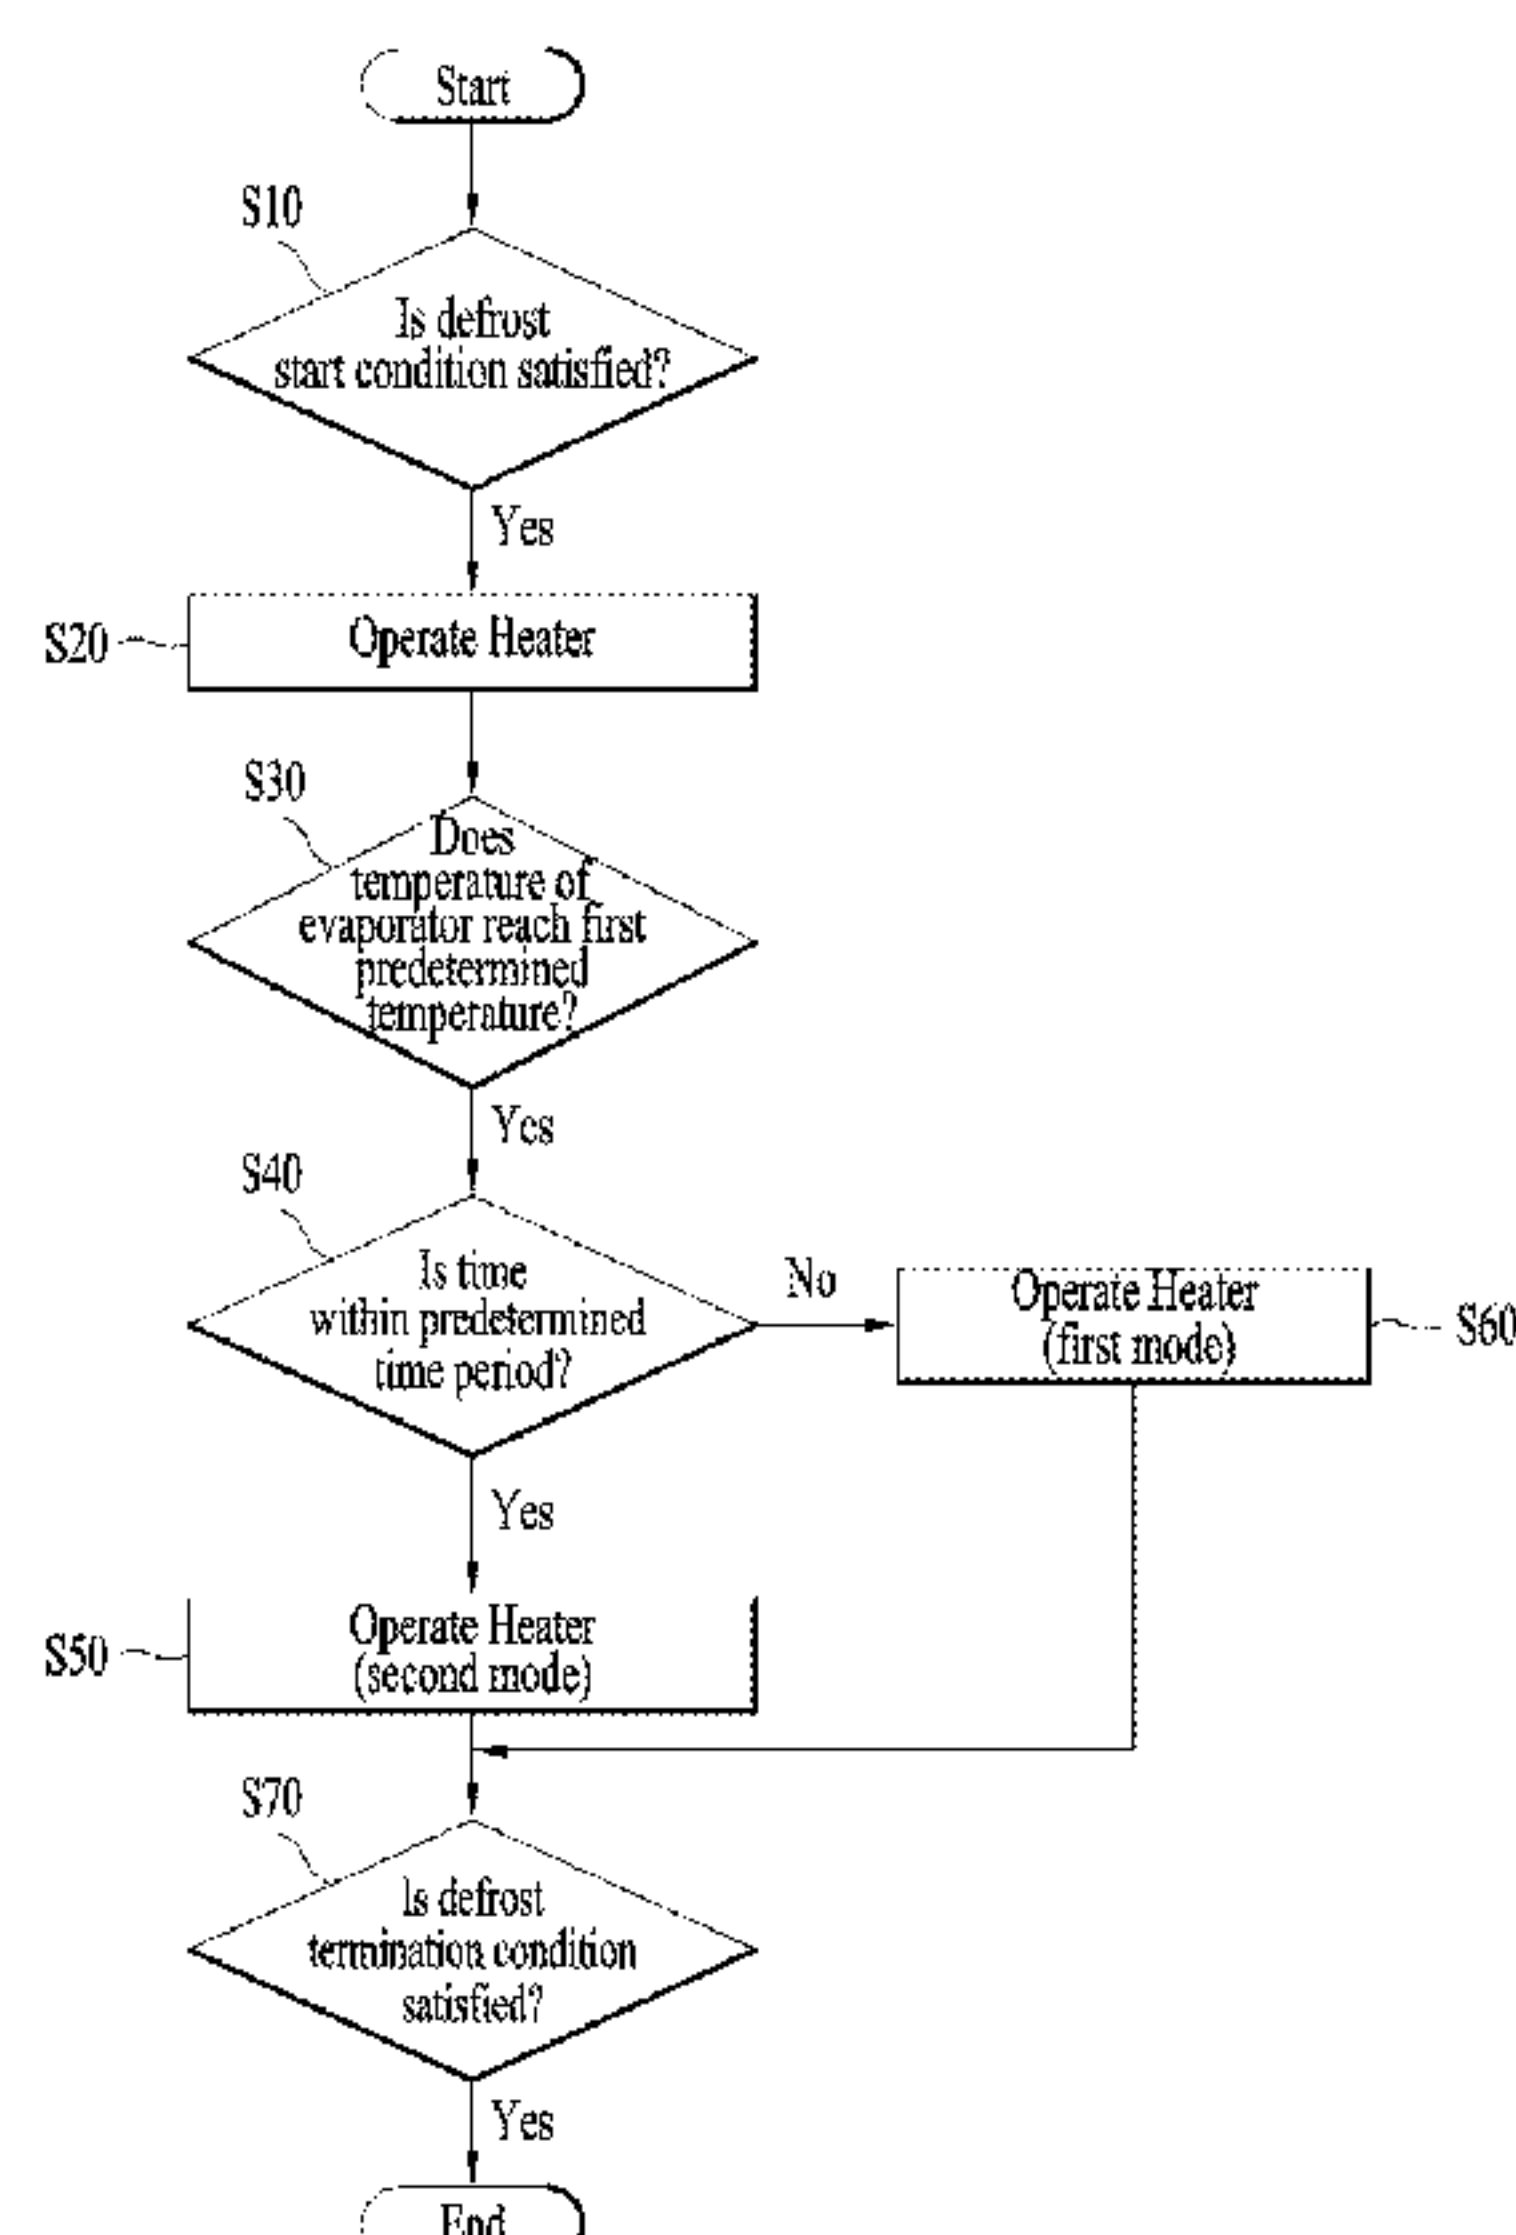 Start
S10
Is defrost
start condition satisfied?
Yes
S20
Operate Heater
S30
Does
temperature of
evaporator reach first
predetermined
temperature?
Yes
S40
Is time
within predetermined
time period?
No
Operate Heater
(first mode)
S60
Yes
S50
Operate Heater
(second mode)
S70
Is defrost
termination condition
satisfied?
Yes
End